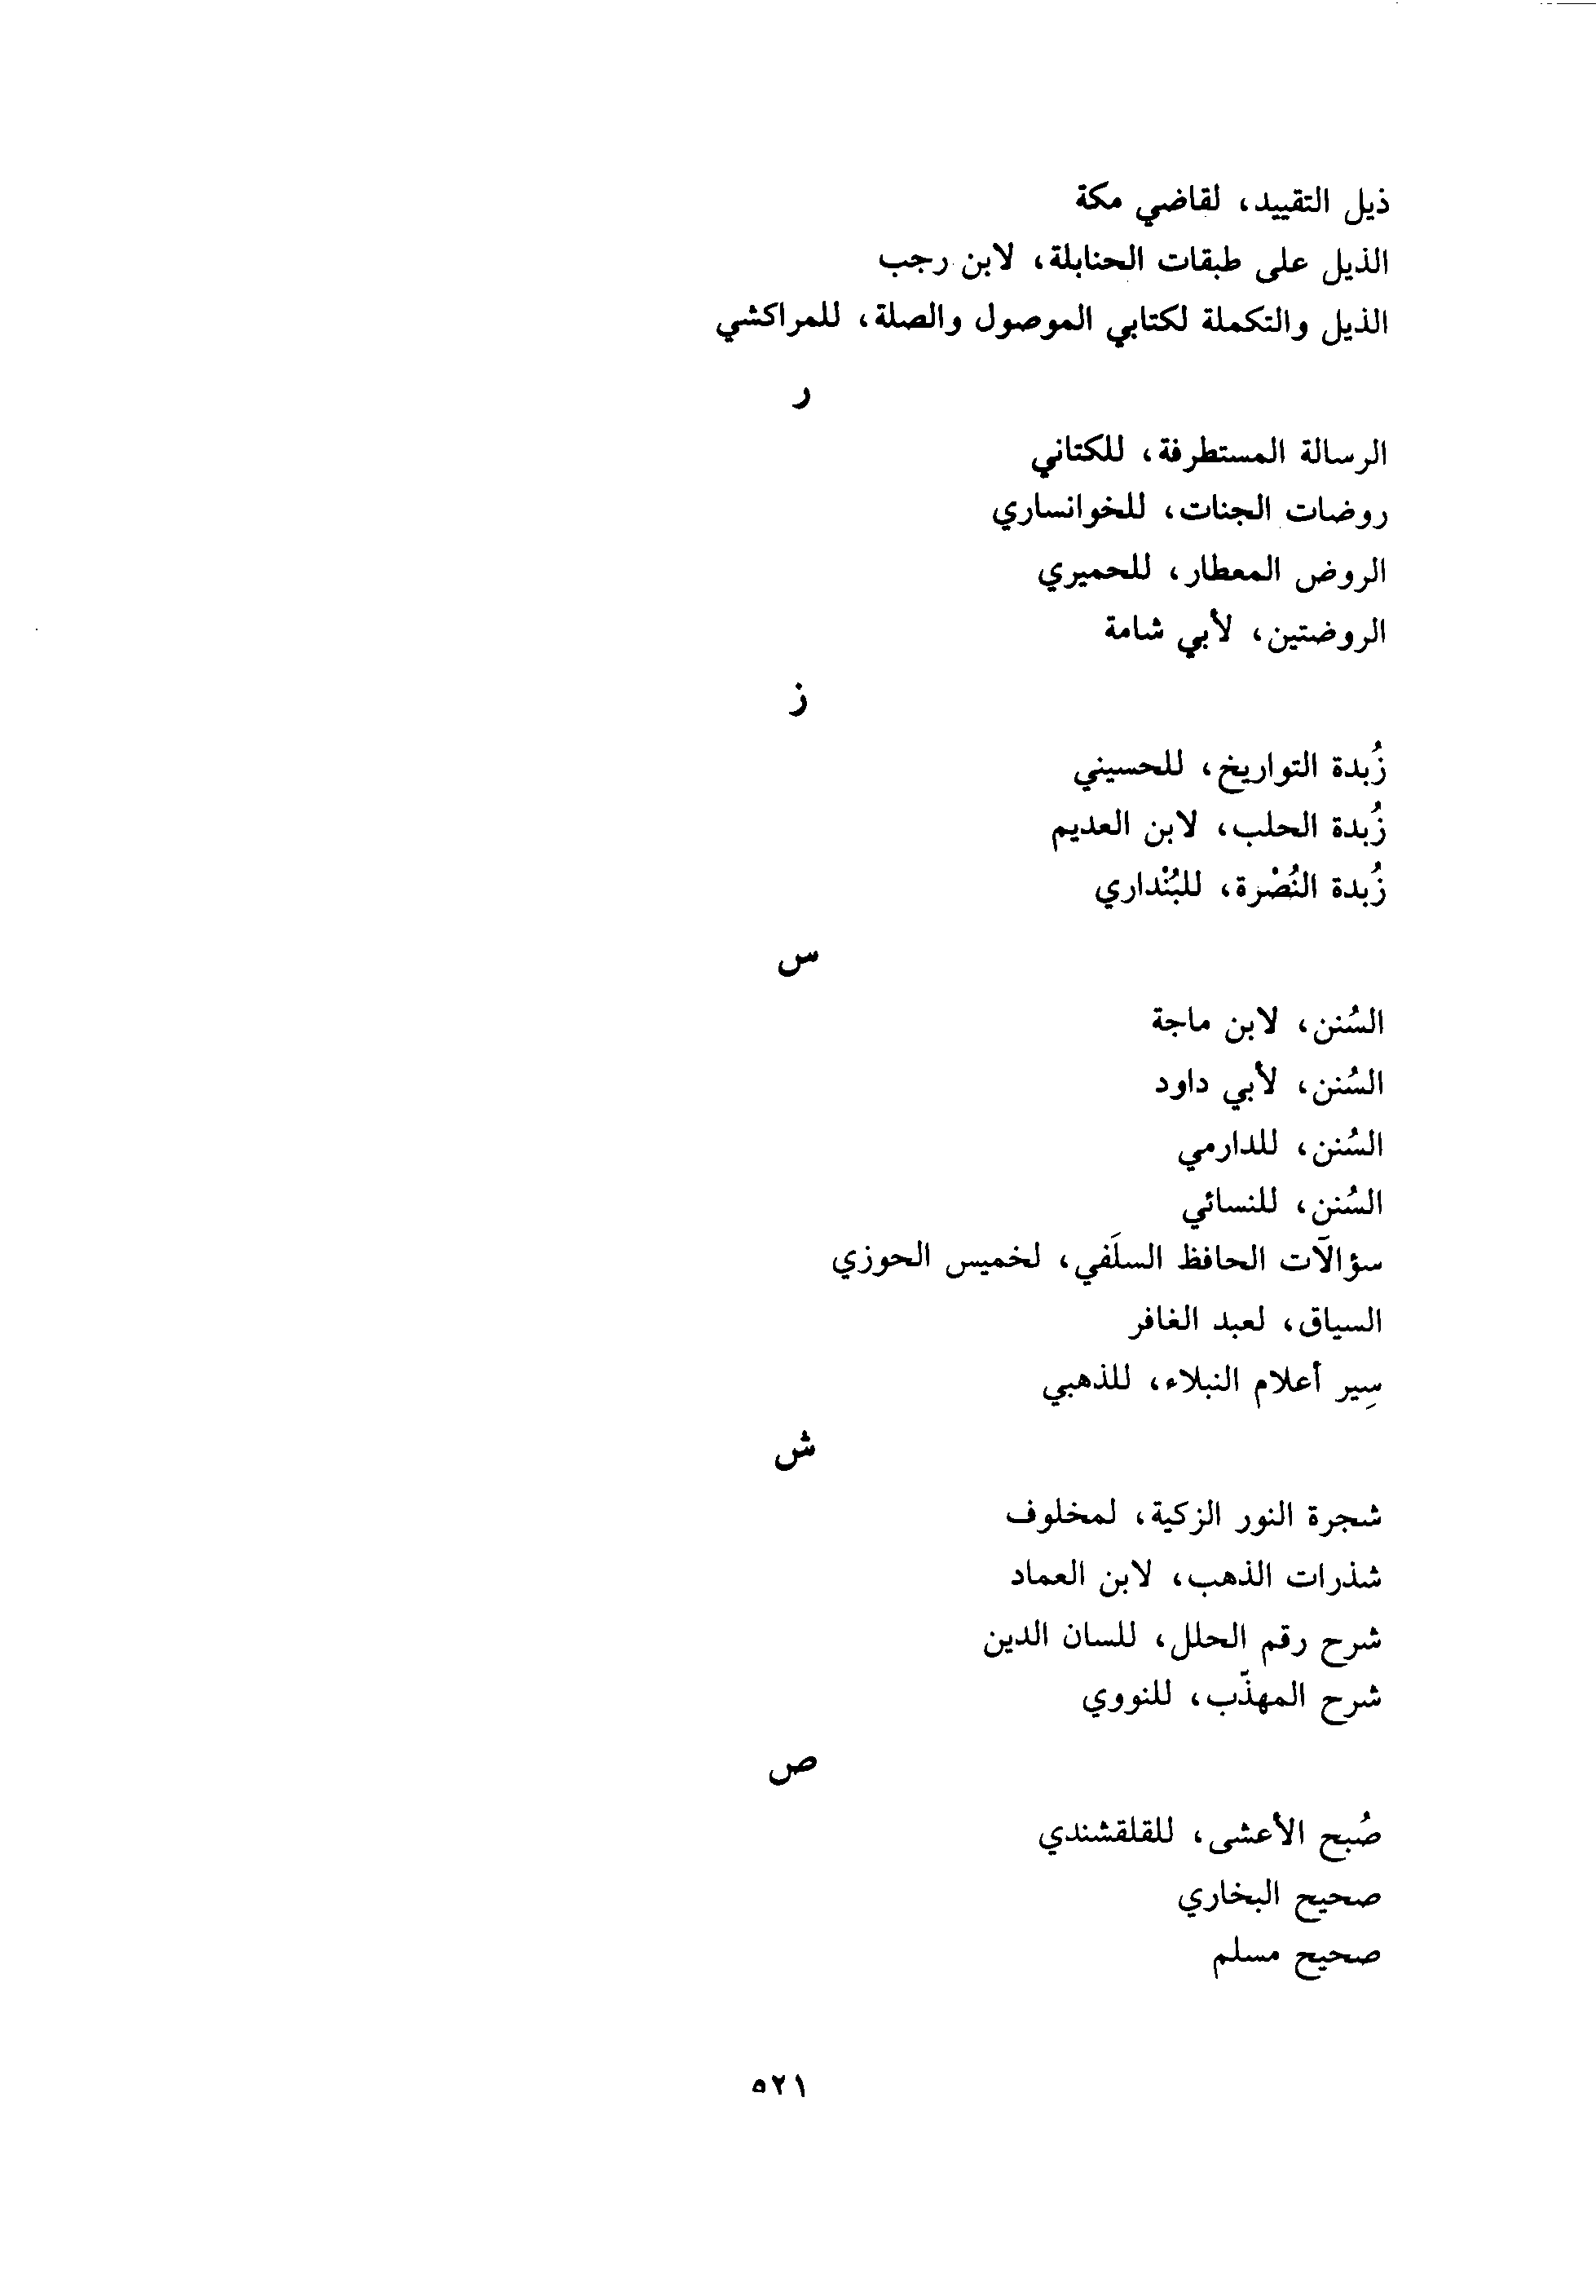 ذيل التقييد، لقاضي مكة
الذيل على طبقات الحنابلة، لابن رجب
الذيل والتكملة لكتابي الموصول والصلة، للمراكشي
ر
الرسالة المستطرفة، للكتاني
روضات الجنات، للخوانساري
الروض المعطار، للحميري
الروضتين، لأبي شامة
ز
زُبدة التواريخ، للحسيني
زُبدة الحلب، لابن العديم
زُبدة النُصْرة، للبُنْداري
س
السُنن، لابن ماجة
السُنن، لأبي داود
السُنن، للدارمي
السُنن، للنسائي
سؤالآت الحافظ السلَفي، لخميس الحوزي
السياق، لعبد الغافر
سِير أعلام النبلاء، للذهبي
ش
شجرة النور الزكية، لمخلوف
شذرات الذهب، لابن العماد
شرح رقم الحلل، للسان الدين
شرح المهذّب، للنووي
ص
صُبح الأعشى، للقلقشندي
صحيح البخاري
صحيح مسلم
٥٢١